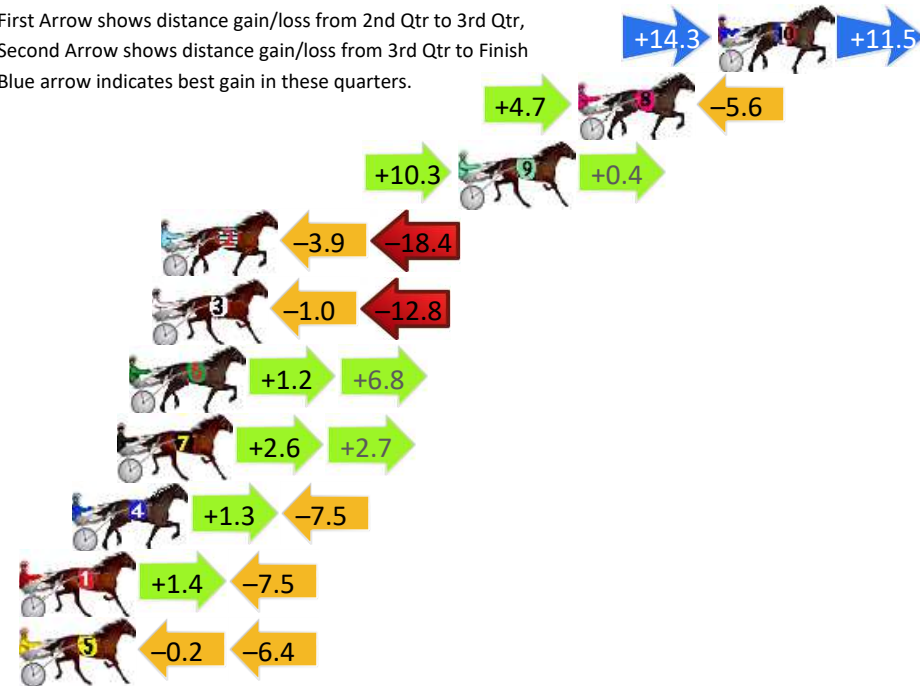 First Arrow shows distance gain/loss from 2nd Qtr to 3rd Qtr,
Second Arrow shows distance gain/loss from 3rd Qtr to Finish
Blue arrow indicates best gain in these quarters.
+14.3 10 +11.5
+4.7 8 –5.6
+10.3 9 +0.4
2 –3.9 –18.4
3 –1.0 –12.8
6 +1.2 +6.8
7 +2.6 +2.7
4 +1.3 –7.5
1 +1.4 –7.5
5 –0.2 –6.4